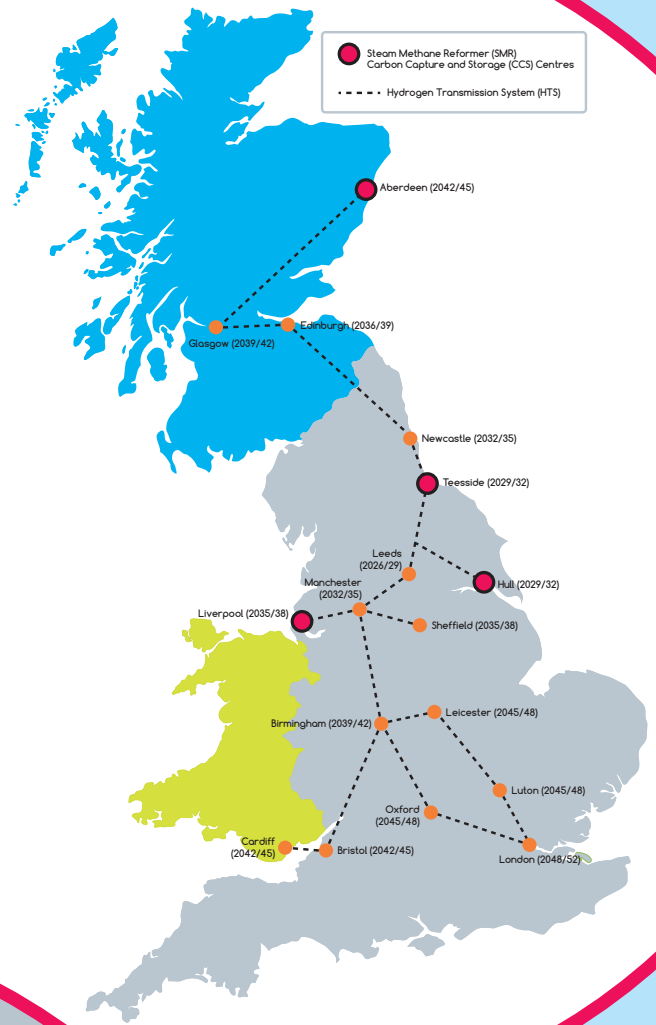 Steam Methane Reformer (SMR)
Carbon Capture and Storage (CCS) Centres
Hydrogen Transmission System (HTS)
Aberdeen (2042/45)
Edinburgh (2036/39)
Glasgow (2039/42)
Newcastle (2032/35)
Teesside (2029/32)
Leeds
(2026/29)
Hull (2029/32)
Manchester
(2032/35)
Liverpool (2035/38)
Sheffield (2035/38)
Leicester (2045/48)
Birmingham (2039/42)
Luton (2045/48)
Oxford
(2045/48)
Cardiff
(2042/45)
Bristol (2042/45)
London (2048/52)